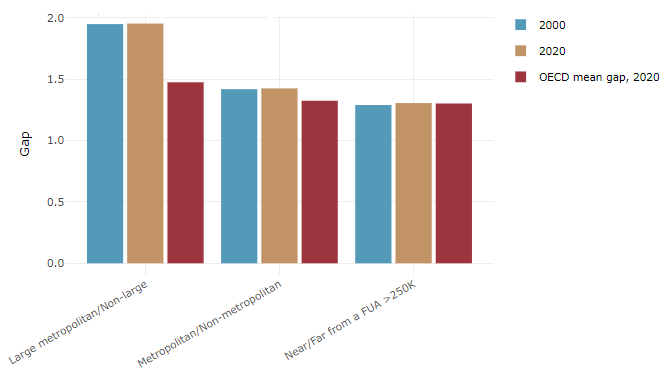 2.0
1.5
1.0
0.5
0.0
Gap
Large metropolitan/Non-large
Metropolitan/Non-metropolitan
Near/Far from a FUA >250K
2000
2020
OECD mean gap, 2020